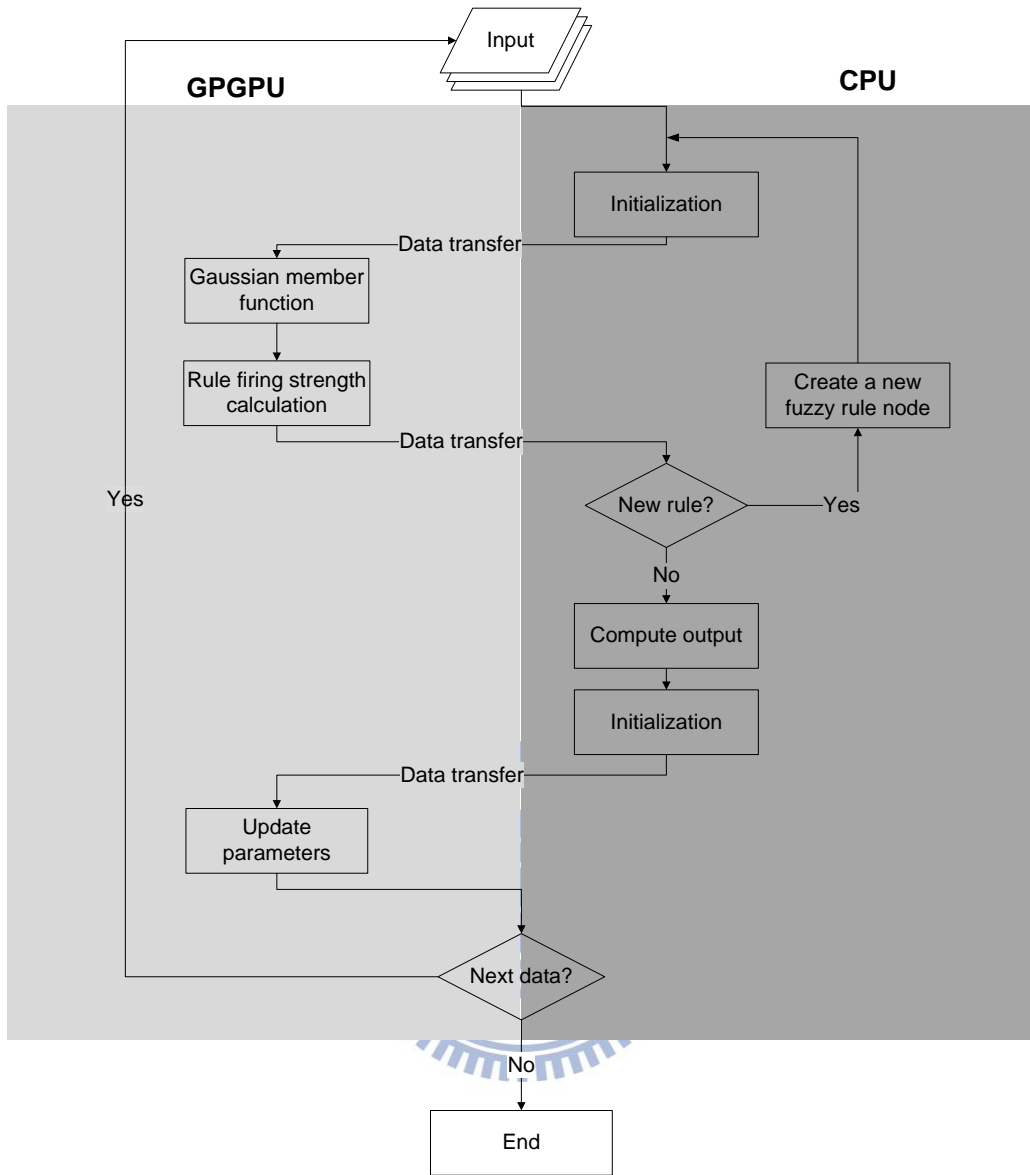 Input
GPGPU
CPU
Initialization
Data transfer
Gaussian member
function
Rule firing strength
calculation
Create a new
fuzzy rule node
Data transfer
New rule?
Yes
Yes
No
Compute output
Initialization
Data transfer
Update
parameters
Next data?
No
End